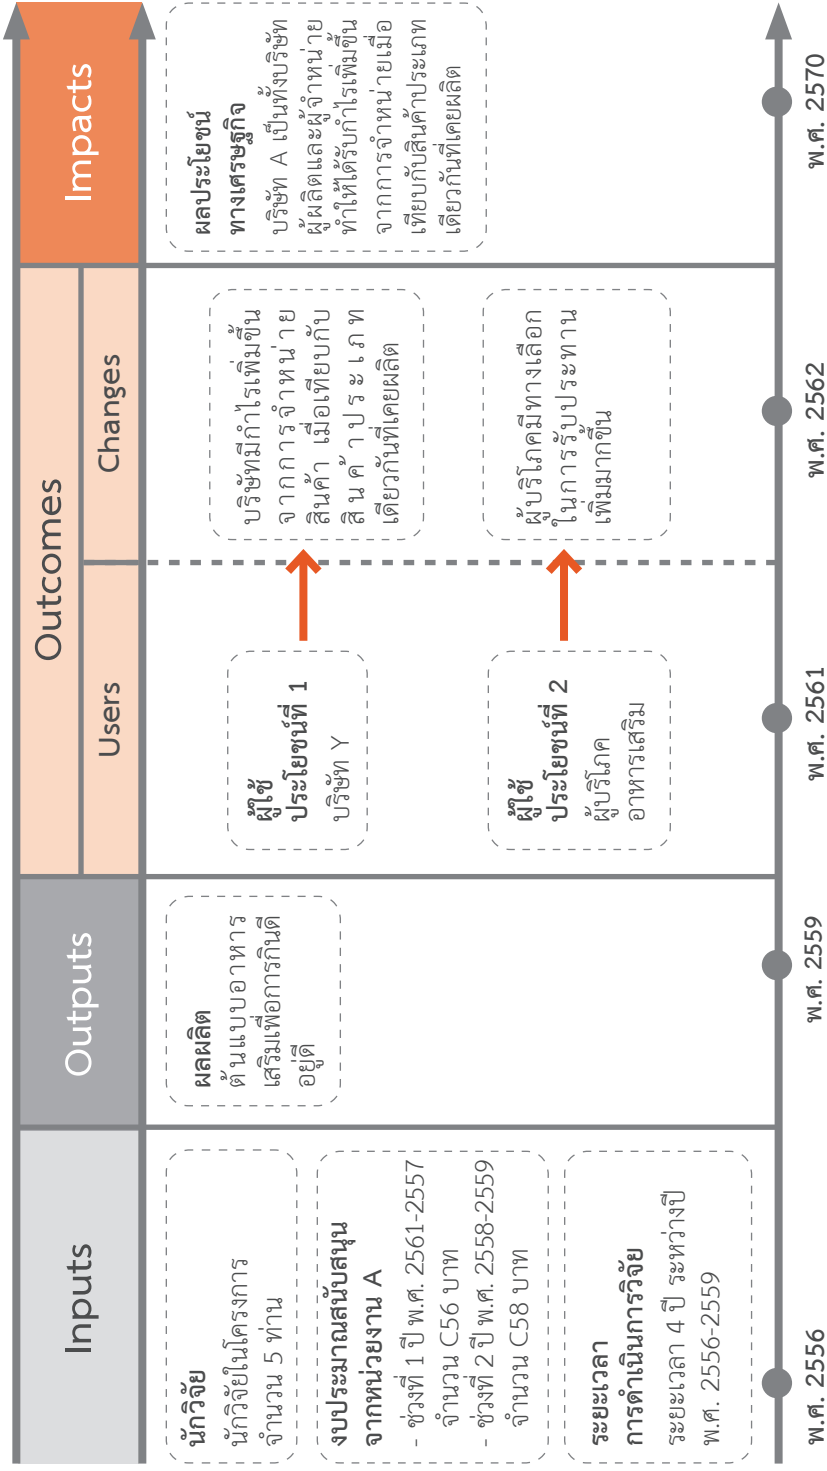 Inputs
Outputs
Outcomes
Users
Changes
Impacts
นักวิจัย
นักวิจัยในโครงการ
จำนวน 5 ท่าน
งบประมาณสนับสนุน
จากหน่วยงาน A
- ช่วงที่ 1 ปี พ.ศ. 2561-2557
จำนวน C56 บาท
- ช่วงที่ 2 ปี พ.ศ. 2558-2559
จำนวน C58 บาท
ระยะเวลา
การดำเนินการวิจัย
ระยะเวลา 4 ปี ระหว่างปี
พ.ศ. 2556-2559
ผลผลิต
ต้นแบบอาหาร
เสริมเพื่อการกินดี
อยู่ดี
ผู้ใช้
ประโยชน์ที่ 1
บริษัท Y
ผู้ใช้
ประโยชน์ที่ 2
ผู้บริโภค
อาหารเสริม
บริษัทมีกำไรเพิ่มขึ้น
จากการจำหน่าย
สินค้า เมื่อเทียบกับ
สินค้าประเภท
เดียวกันที่เคยผลิต
ผู้บริโภคมีทางเลือก
ในการรับประทาน
เพิ่มมากขึ้น
ผลประโยชน์
ทางเศรษฐกิจ
บริษัท A เป็นทั้งบริษัท
ผู้ผลิตและผู้จำหน่าย
ทำให้ได้รับกำไรเพิ่มขึ้น
จากการจำหน่ายเมื่อ
เทียบกับสินค้าประเภท
เดียวกันที่เคยผลิต
พ.ศ. 2556
พ.ศ. 2559
พ.ศ. 2561
พ.ศ. 2562
พ.ศ. 2570